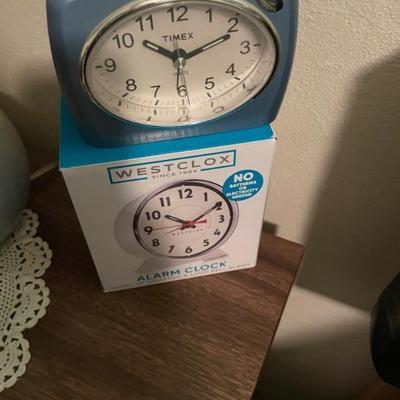 12
11
1
10
2
TIMEX
9
3
8
4
7
6
5
WESTCLOX
SINCE 1885
NO
BATTERIES
OR
ELECTRICITY
NEEDED
12
11
1
10
2
9
3
8
4
7
6
5
WESTCLOX
ALARM CLOCK